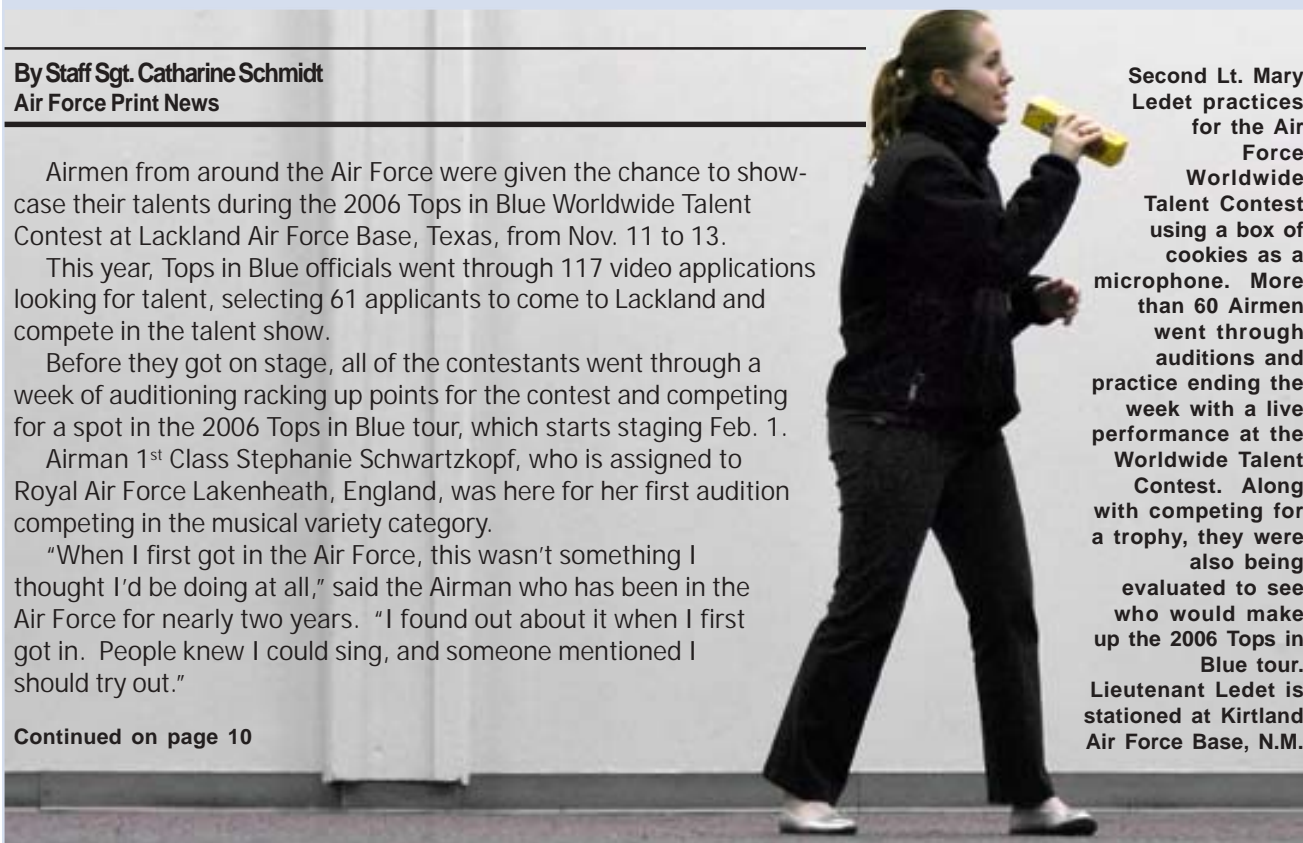 By Staff Sgt. Catharine Schmidt
Air Force Print News
Airmen from around the Air Force were given the chance to show-
case their talents during the 2006 Tops in Blue Worldwide Talent
Contest at Lackland Air Force Base, Texas, from Nov. 11 to 13.
This year, Tops in Blue officials went through 117 video applications
looking for talent, selecting 61 applicants to come to Lackland and
compete in the talent show.
Before they got on stage, all of the contestants went through a
week of auditioning racking up points for the contest and competing
for a spot in the 2006 Tops in Blue tour, which starts staging Feb. 1.
Airman 1st Class Stephanie Schwartzkopf, who is assigned to
Royal Air Force Lakenheath, England, was here for her first audition
competing in the musical variety category.
"When I first got in the Air Force, this wasn't something I
thought I'd be doing at all," said the Airman who has been in the
Air Force for nearly two years.  "I found out about it when I first
got in.  People knew I could sing, and someone mentioned I
should try out."
Continued on page 10
Second Lt. Mary
Ledet practices
for the Air
Force
Worldwide
Talent Contest
using a box of
cookies as a
microphone.  More
than 60 Airmen
went through
auditions and
practice ending the
week with a live
performance at the
Worldwide Talent
Contest.  Along
with competing for
a trophy, they were
also being
evaluated to see
who would make
up the 2006 Tops in
Blue tour.
Lieutenant Ledet is
stationed at Kirtland
Air Force Base, N.M.